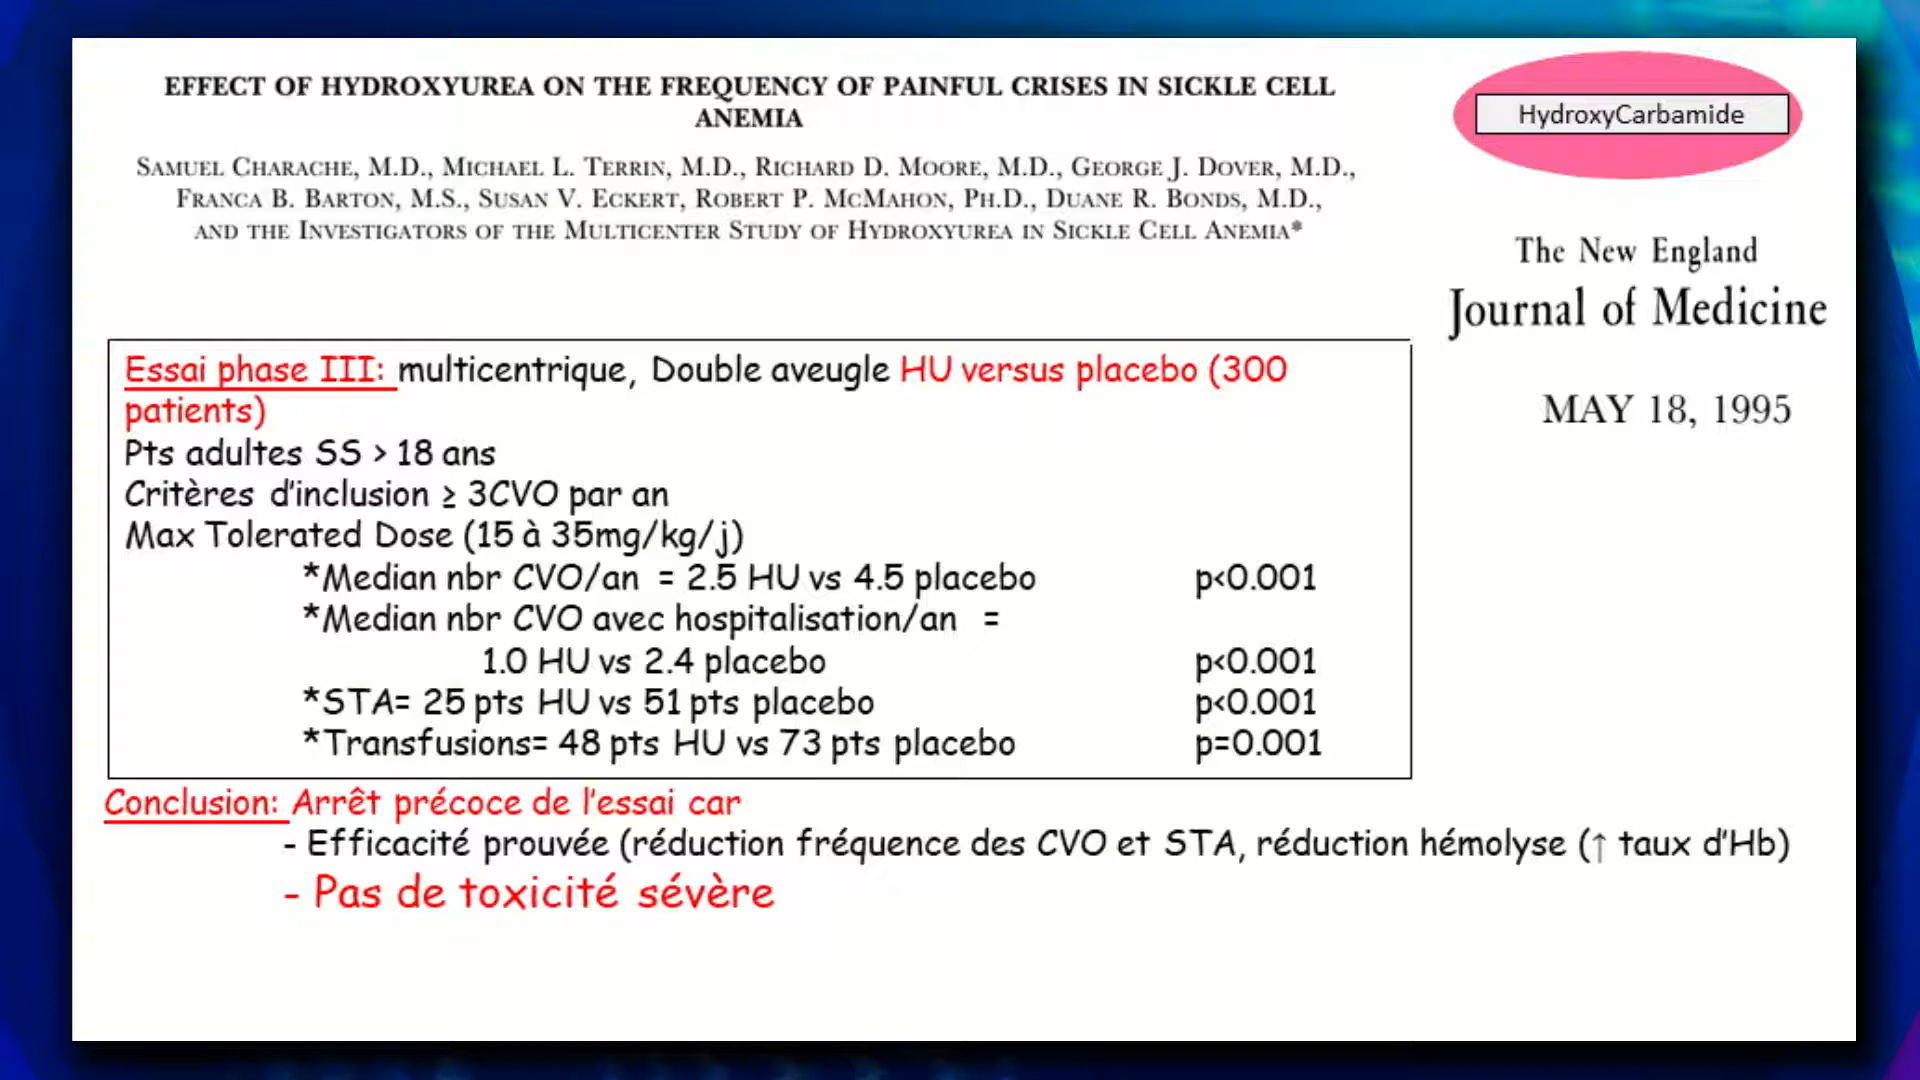 EFFECT OF HYDROXYUREA ON THE FREQUENCY OF PAINFUL CRISES IN SICKLE CELL
ANEMIA
SAMUEL CHARACHE, M.D., MICHAEL L. TERRIN, M.D., RICHARD D. MOORE, M.D., GEORGE J. DOVER, M.D.,
FRANCA B. BARTON, M.S., SUSAN V. ECKERT, ROBERT P. MCMAHON, PH.D., DUANE R. BONDS, M.D.,
AND THE INVESTIGATORS OF THE MULTICENTER STUDY OF HYDROXYUREA IN SICKLE CELL ANEMIA*
HydroxyCarbamide
The New England
Journal of Medicine
MAY 18, 1995
Essai phase III: multicentrique, Double aveugle HU versus placebo (300
patients)
Pts adultes SS > 18 ans
Critères d'inclusion ≥ 3CVO par an
Max Tolerated Dose (15 à 35mg/kg/j)
*Median nbr CVO/an = 2.5 HU vs 4.5 placebo p<0.001
*Median nbr CVO avec hospitalisation/an =
1.0 HU vs 2.4 placebo p<0.001
*STA= 25 pts HU vs 51 pts placebo p<0.001
*Transfusions= 48 pts HU vs 73 pts placebo p=0.001
Conclusion: Arrêt précoce de l'essai car
- Efficacité prouvée (réduction fréquence des CVO et STA, réduction hémolyse (↑ taux d'Hb)
- Pas de toxicité sévère